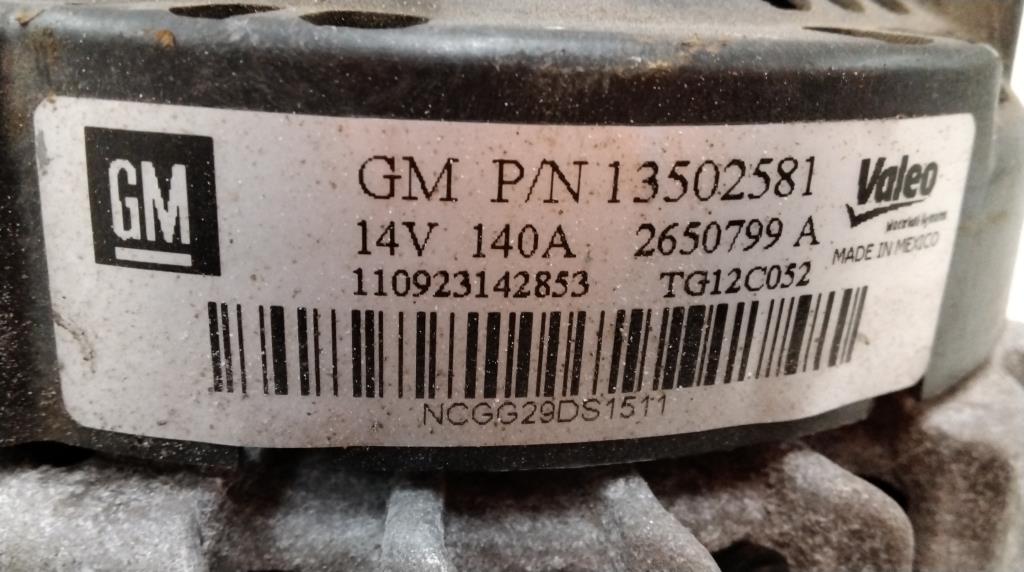 GM
GM P/N 13502581
14V 140A 2650799 A
110923142853 TG12C052
NCGG29DS1511
Valeo
MADE IN MEXICO